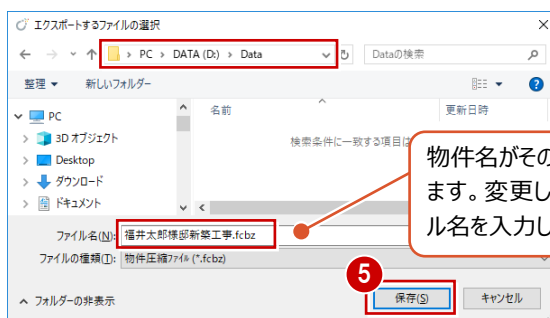 エクスポートするファイルの選択
PC > DATA (D:) > Data
Dataの検索
整理
新しいフォルダー
名前
更新日時
PC
3D オブジェクト
Desktop
ダウンロード
ドキュメント
検索条件に一致する項目は
物件名がその
ます。変更し
ル名を入力し
ファイル名(N):
福井太郎様邸新築工事.fcbz
ファイルの種類(T):
物件圧縮ファイル (*.fcbz)
5
フォルダーの非表示
保存(S)
キャンセル